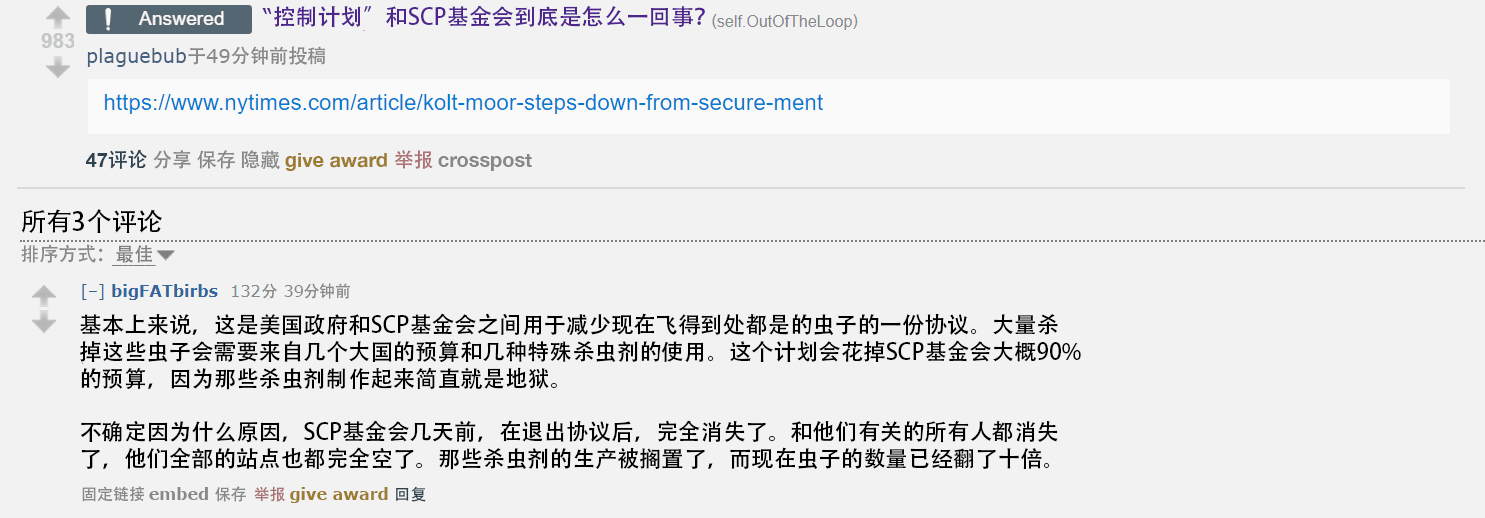 983
Answered “控制计划”和SCP基金会到底是怎么一回事? (self.OutOfTheLoop)
plaguebub于49分钟前投稿
https://www.nytimes.com/article/kolt-moor-steps-down-from-secure-ment
47评论 分享 保存 隐藏 give award 举报 crosspost
所有3个评论
排序方式: 最佳
[–] bigFATbirbs 132分 39分钟前
基本上来说，这是美国政府和SCP基金会之间用于减少现在飞得到处都是的虫子的一份协议。大量杀
掉这些虫子会需要来自几个大国的预算和几种特殊杀虫剂的使用。这个计划会花掉SCP基金会大概90%
的预算，因为那些杀虫剂制作起来简直就是地狱。
不确定因为什么原因，SCP基金会几天前，在退出协议后，完全消失了。和他们有关的所有人都消失
了，他们全部的站点也都完全空了。那些杀虫剂的生产被搁置了，而现在虫子的数量已经翻了十倍。
固定链接 embed 保存 举报 give award 回复